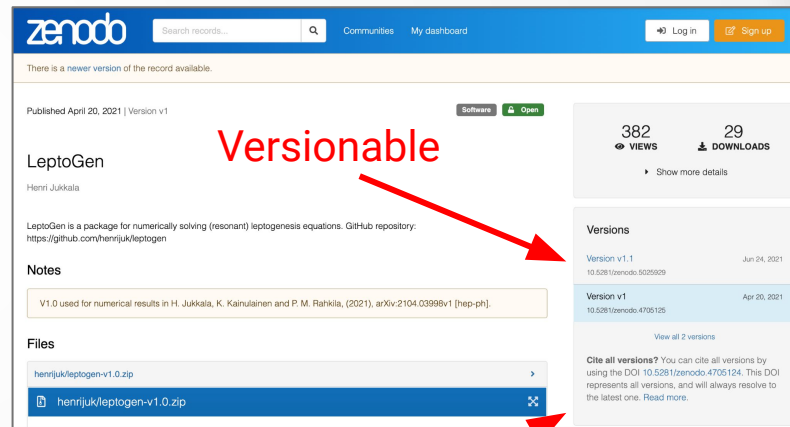 zenodo
Search records...
Communities
My dashboard
Log in
Sign up
There is a newer version of the record available.
Published April 20, 2021 | Version v1
Software
Open
Versionable
LeptoGen
Henri Jukkala
LeptoGen is a package for numerically solving (resonant) leptogenesis equations. GitHub repository:
https://github.com/henrijuk/leptogen
Notes
V1.0 used for numerical results in H. Jukkala, K. Kainulainen and P. M. Rahkila, (2021), arXiv:2104.03998v1 [hep-ph].
Files
henrijuk/leptogen-v1.0.zip
henrijuk/leptogen-v1.0.zip
382
VIEWS
29
DOWNLOADS
Show more details
Versions
Version v1.1
Jun 24, 2021
10.5281/zenodo.5025929
Version v1
Apr 20, 2021
10.5281/zenodo.4705125
View all 2 versions
Cite all versions? You can cite all versions by
using the DOI 10.5281/zenodo.4705124. This DOI
represents all versions, and will always resolve to
the latest one. Read more.